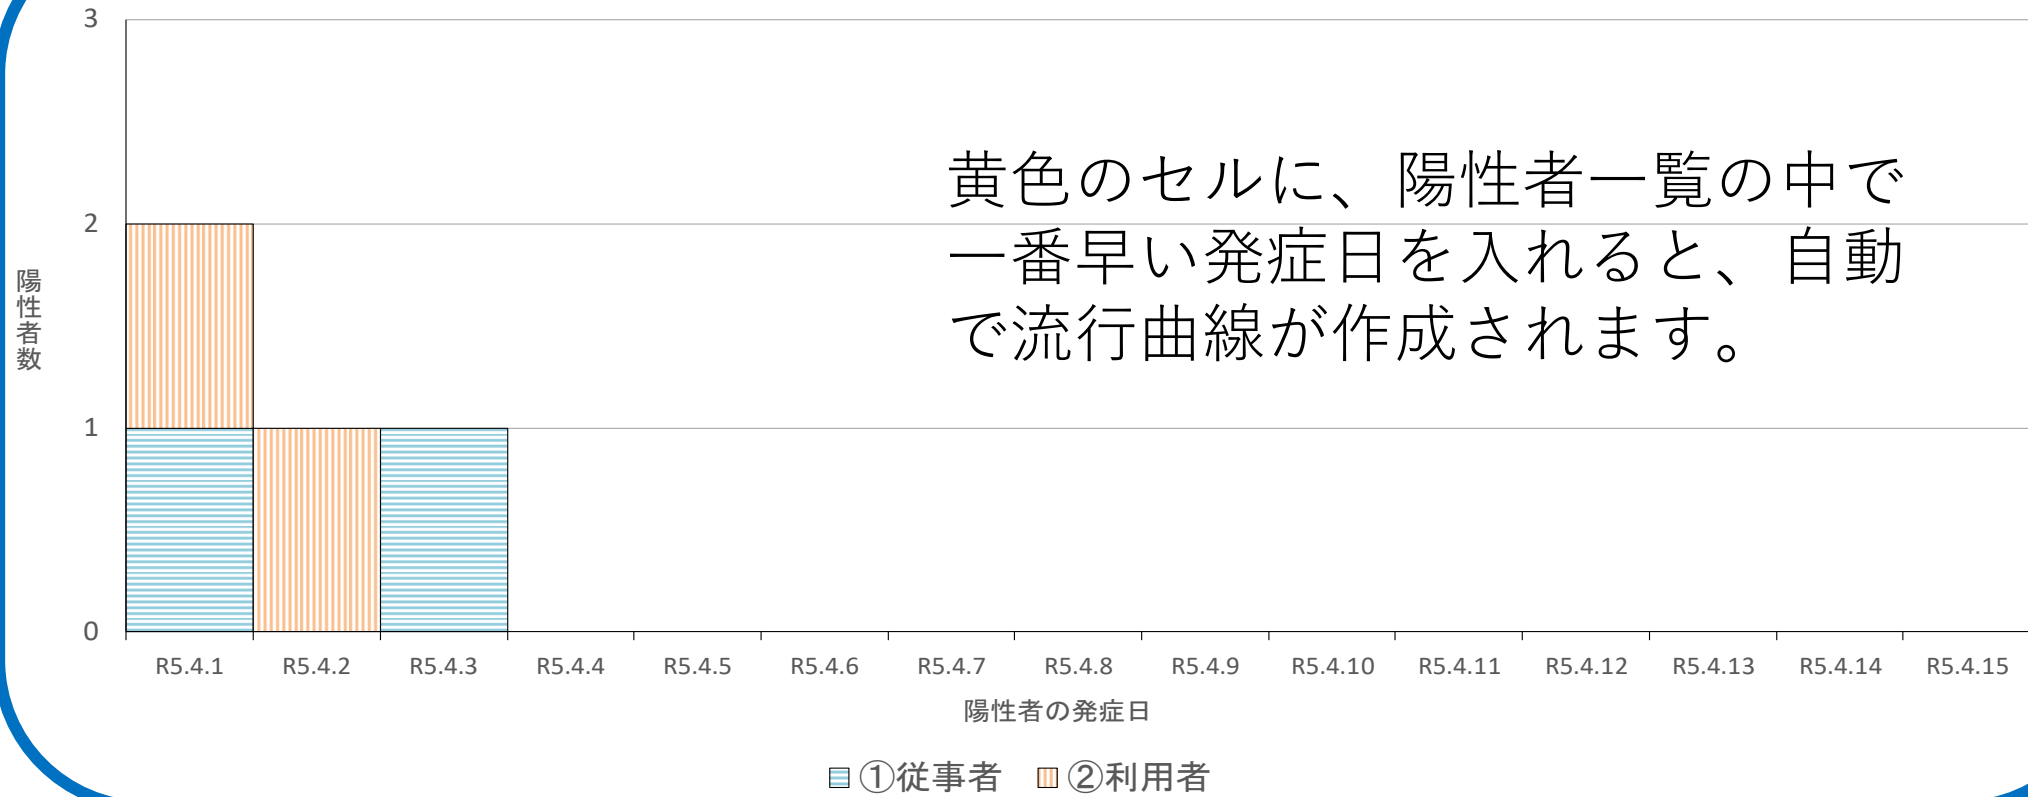 3
黄色のセルに、陽性者一覧の中で
一番早い発症日を入れると、自動
で流行曲線が作成されます。
2
陽性者数
1
0
R5.4.1 R5.4.2 R5.4.3 R5.4.4 R5.4.5 R5.4.6 R5.4.7 R5.4.8 R5.4.9 R5.4.10 R5.4.11 R5.4.12 R5.4.13 R5.4.14 R5.4.15
陽性者の発症日
①従事者 ②利用者